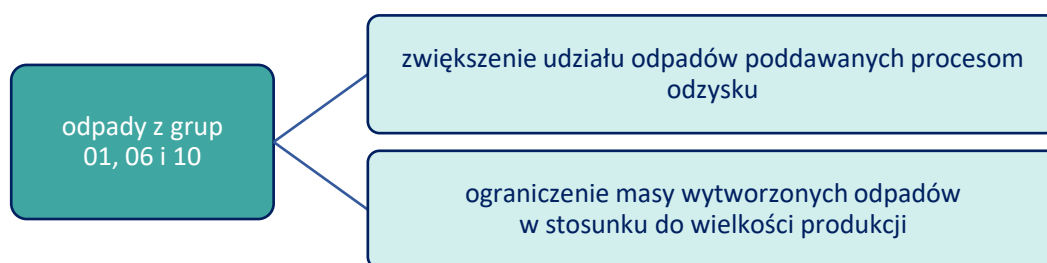 odpady z grup
01, 06 i 10
zwiększenie udziału odpadów poddawanych procesom
odzysku
ograniczenie masy wytworzonych odpadów
w stosunku do wielkości produkcji